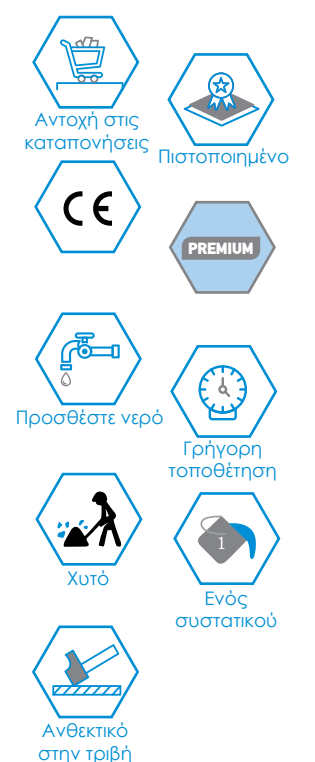 Αντοχή στις
καταπονήσεις
Πιστοποιημένο
CE
PREMIUM
Προσθέστε νερό
Γρήγορη
τοποθέτηση
Χυτό
1
Ενός
συστατικού
Ανθεκτικό
στην τριβή